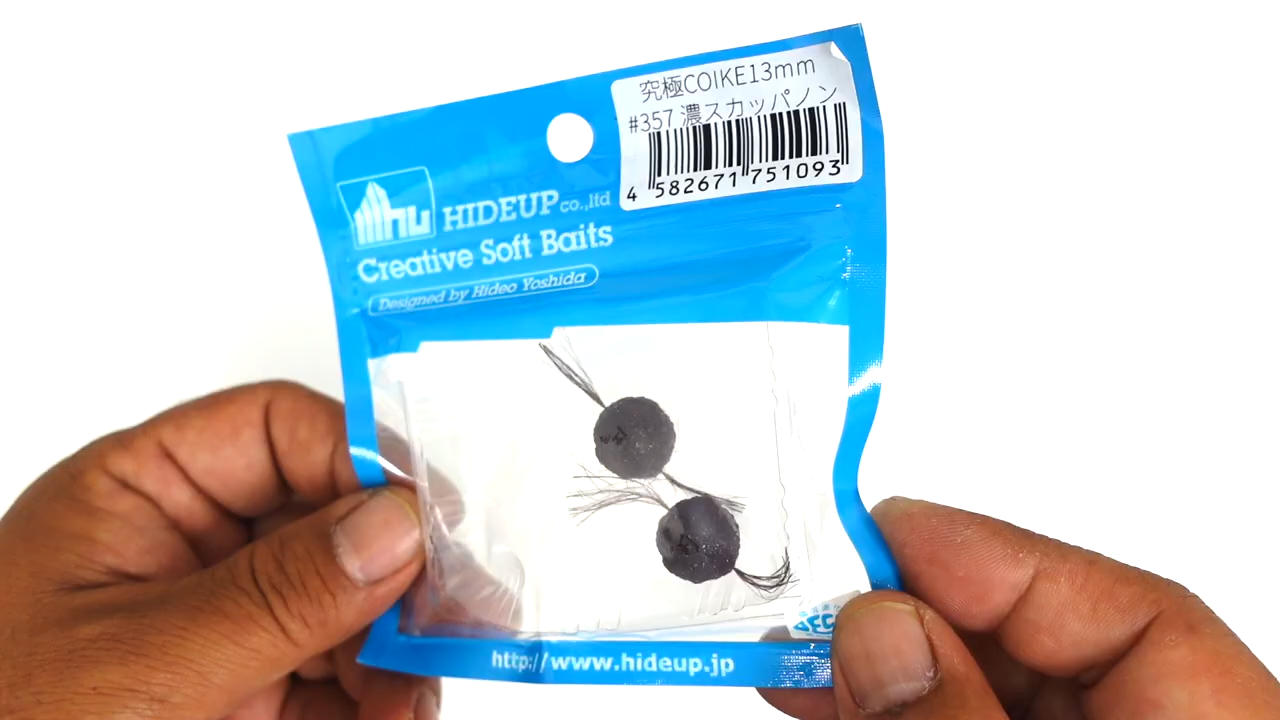 究極COIKE13mm
#357 濃スカッパノン
4 582671 751093
hu HIDEUP co.,ltd
Creative Soft Baits
Designed by Hideo Yoshida
http://www.hideup.jp